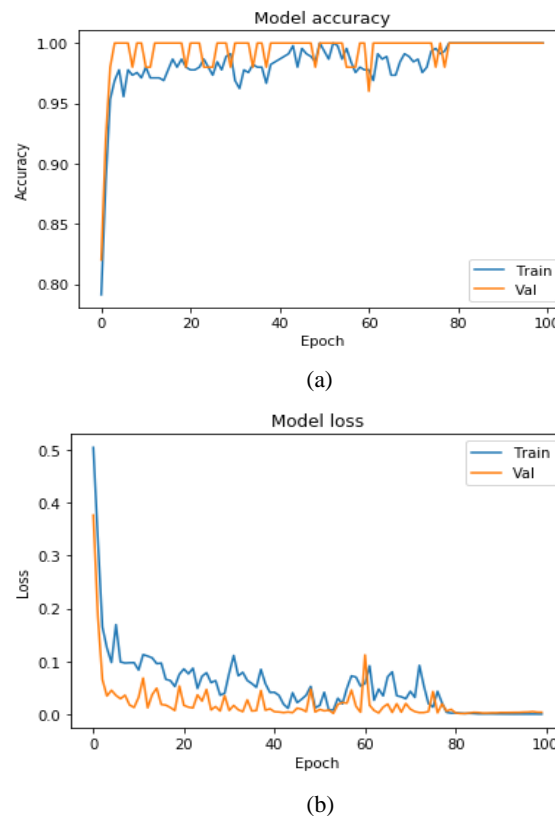 Model accuracy
1.00
0.95
0.90
0.85
0.80
Accuracy
0 20 40 60 80 100
Epoch
Train
Val
(a)
Model loss
0.5
0.4
0.3
0.2
0.1
0.0
Loss
0 20 40 60 80 100
Epoch
Train
Val
(b)